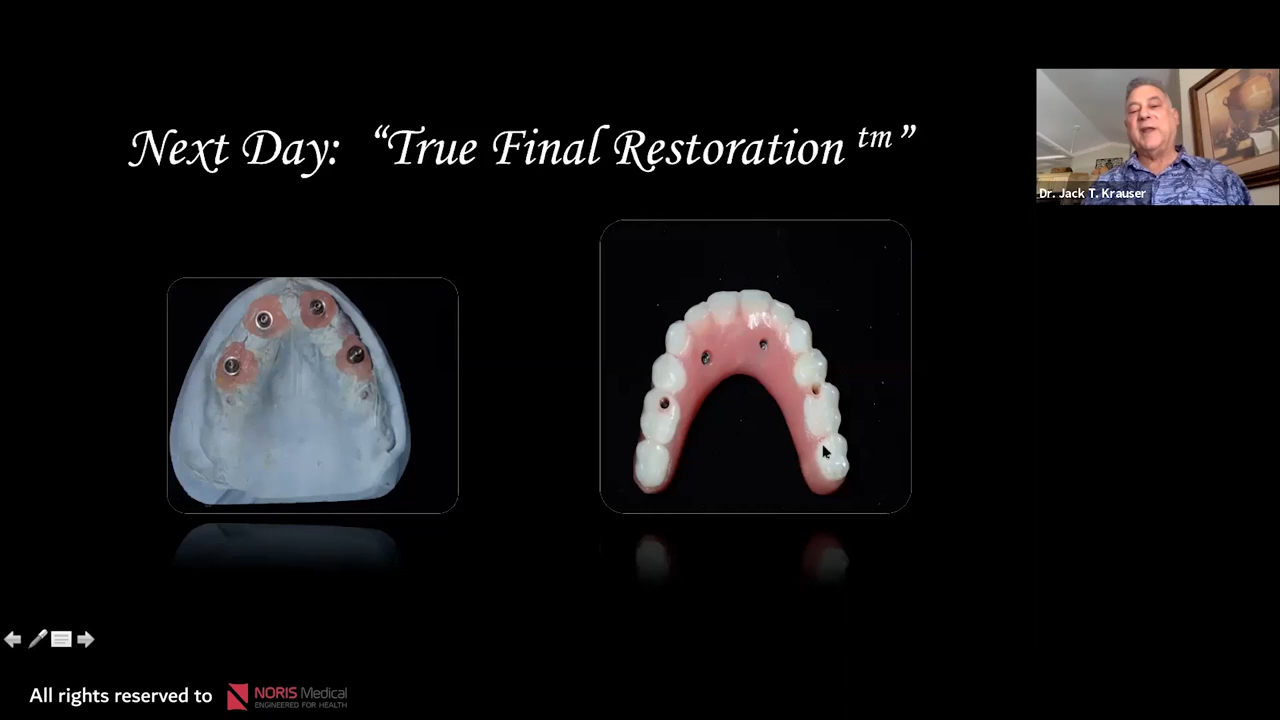 Next Day: “True Final Restoration ™”
Dr. Jack T. Krauser
All rights reserved to NORIS Medical
ENGINEERED FOR HEALTH